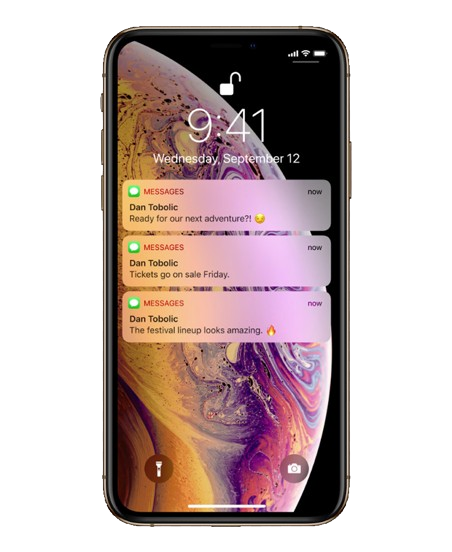 9:41
Wednesday, September 12
MESSAGES now
Dan Tobolic
Ready for our next adventure?! 😏
MESSAGES now
Dan Tobolic
Tickets go on sale Friday.
MESSAGES now
Dan Tobolic
The festival lineup looks amazing. 🔥